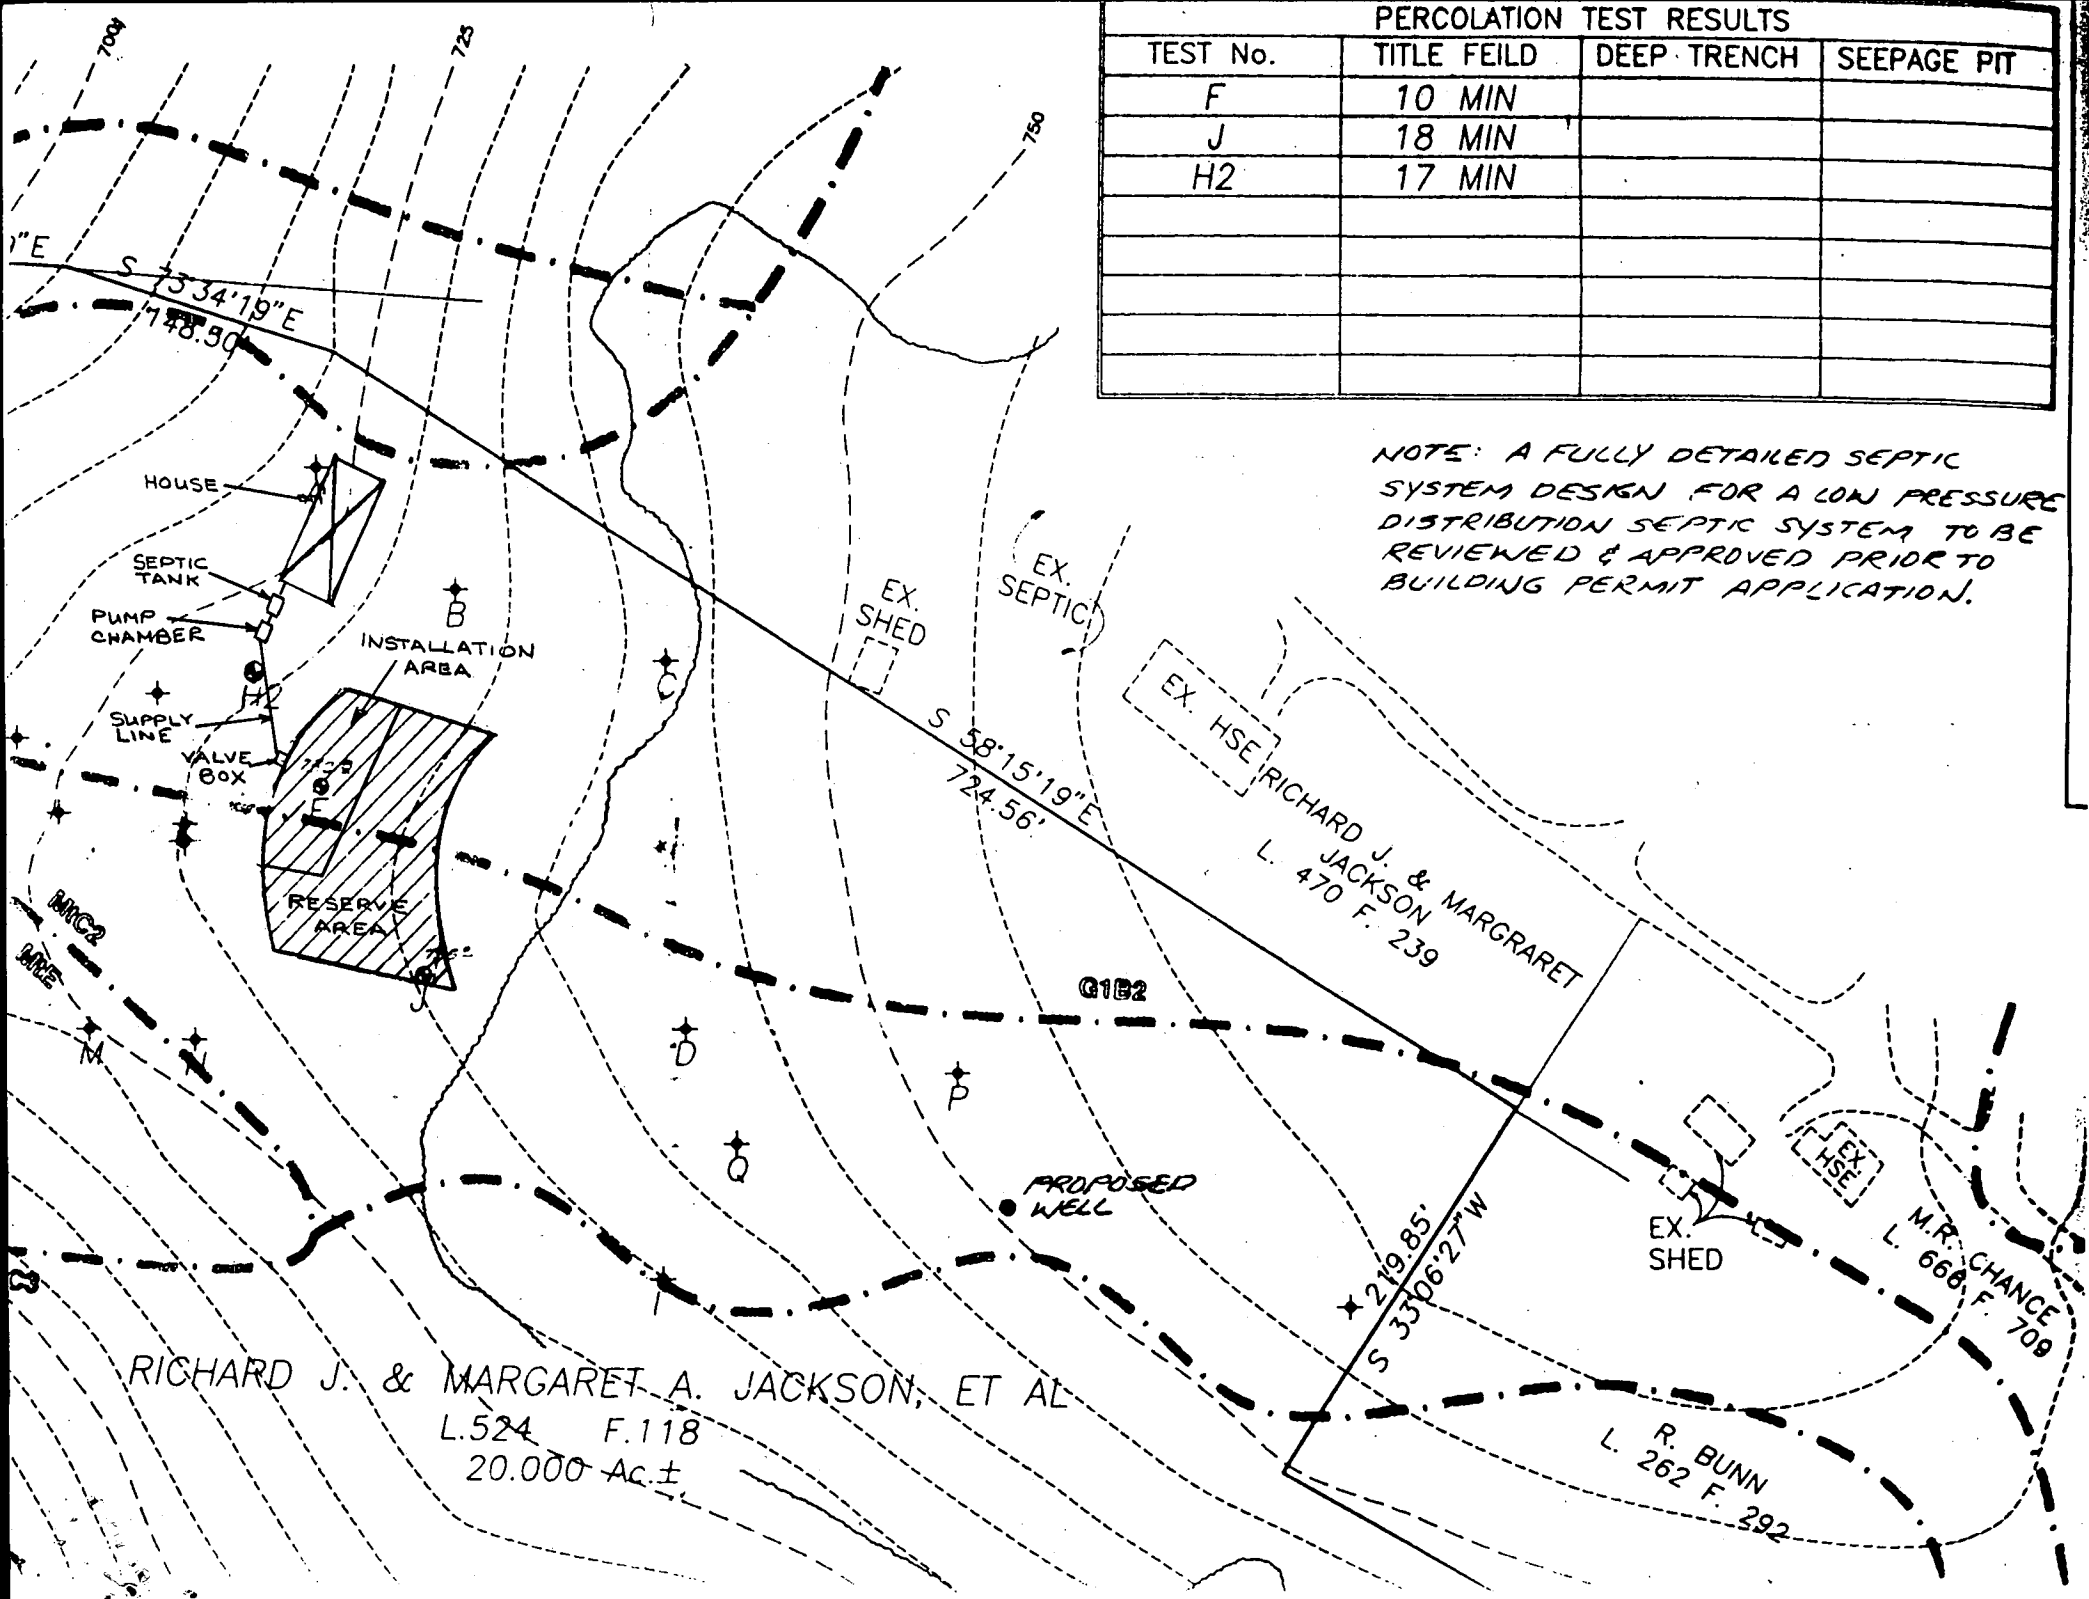 PERCOLATION TEST RESULTS
TEST No. TITLE FEILD DEEP TRENCH SEEPAGE PIT
F 10 MIN
J 18 MIN
H2 17 MIN
NOTE: A FULLY DETAILED SEPTIC
SYSTEM DESIGN FOR A LOW PRESSURE
DISTRIBUTION SEPTIC SYSTEM TO BE
REVIEWED & APPROVED PRIOR TO
BUILDING PERMIT APPLICATION.
700
725
750
"E
S 73°34'19"E
148.50'
HOUSE
SEPTIC
TANK
PUMP
CHAMBER
B
INSTALLATION
AREA
H2
SUPPLY
LINE
VALVE
BOX
F
RESERVE
AREA
J
C
EX.
SHED
EX.
SEPTIC
EX. HSE
S 58°15'19"E
724.56'
RICHARD J. & MARGRARET
JACKSON
L. 470 F. 239
G1B2
M1C2
M
D
P
Q
PROPOSED
WELL
I
219.85'
S 33°06'27"W
EX.
SHED
EX.
HSE
M.R. CHANCE
L. 666 F. 709
R. BUNN
L. 262 F. 292
RICHARD J. & MARGARET A. JACKSON, ET AL
L.524 F.118
20.000 Ac.±